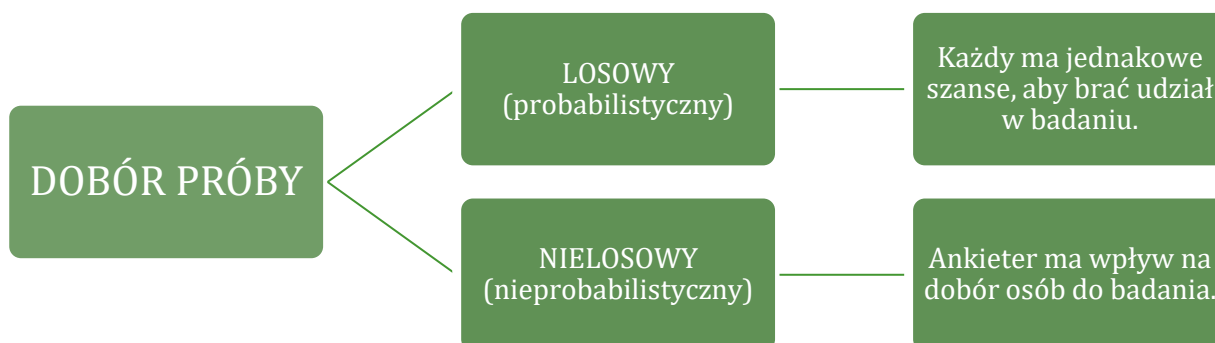 DOBÓR PRÓBY
LOSOWY
(probabilistyczny)
Każdy ma jednakowe
szanse, aby brać udział
w badaniu.
NIELOSOWY
(nieprobabilistyczny)
Ankieter ma wpływ na
dobór osób do badania.